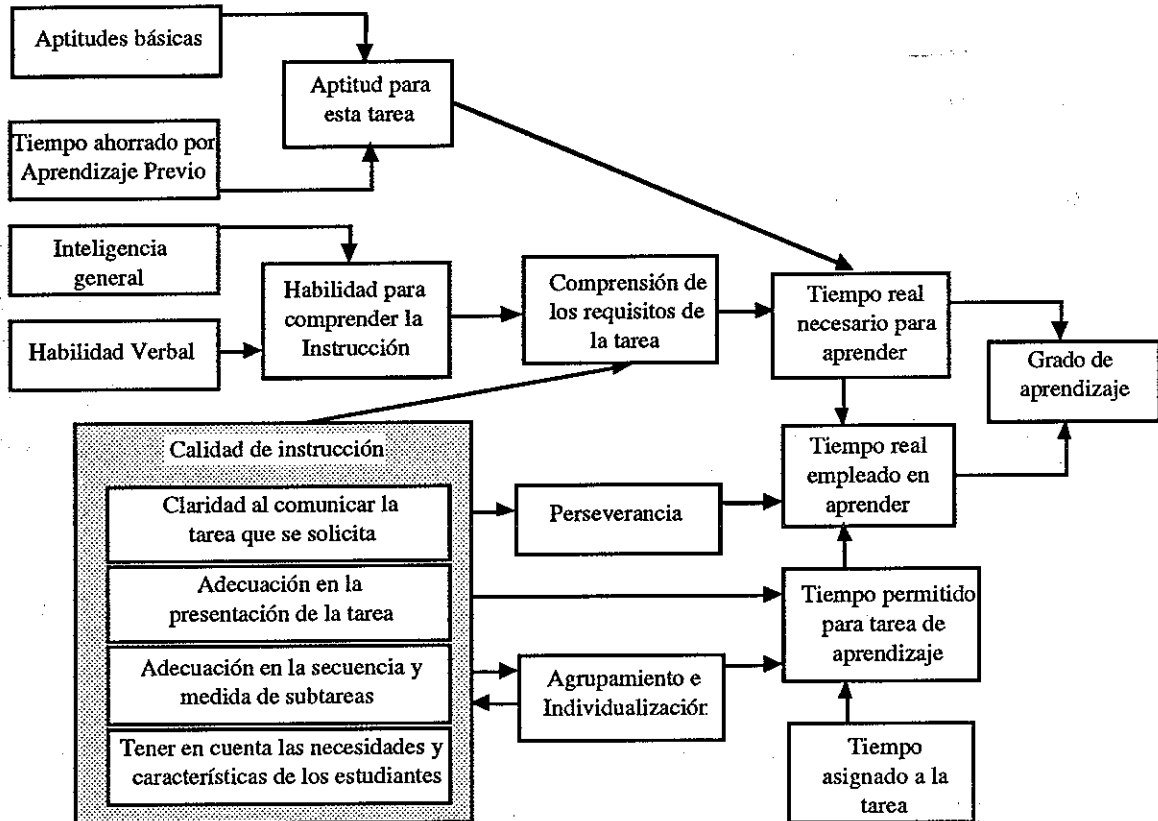 Aptitudes básicas
Aptitud para
esta tarea
Tiempo ahorrado por
Aprendizaje Previo
Inteligencia
general
Habilidad Verbal
Habilidad para
comprender la
Instrucción
Comprensión de
los requisitos de
la tarea
Tiempo real
necesario para
aprender
Grado de
aprendizaje
Calidad de instrucción
Claridad al comunicar la
tarea que se solicita
Adecuación en la
presentación de la tarea
Adecuación en la secuencia y
medida de subtareas
Tener en cuenta las necesidades y
características de los estudiantes
Perseverancia
Agrupamiento e
Individualización
Tiempo real
empleado en
aprender
Tiempo permitido
para tarea de
aprendizaje
Tiempo
asignado a la
tarea